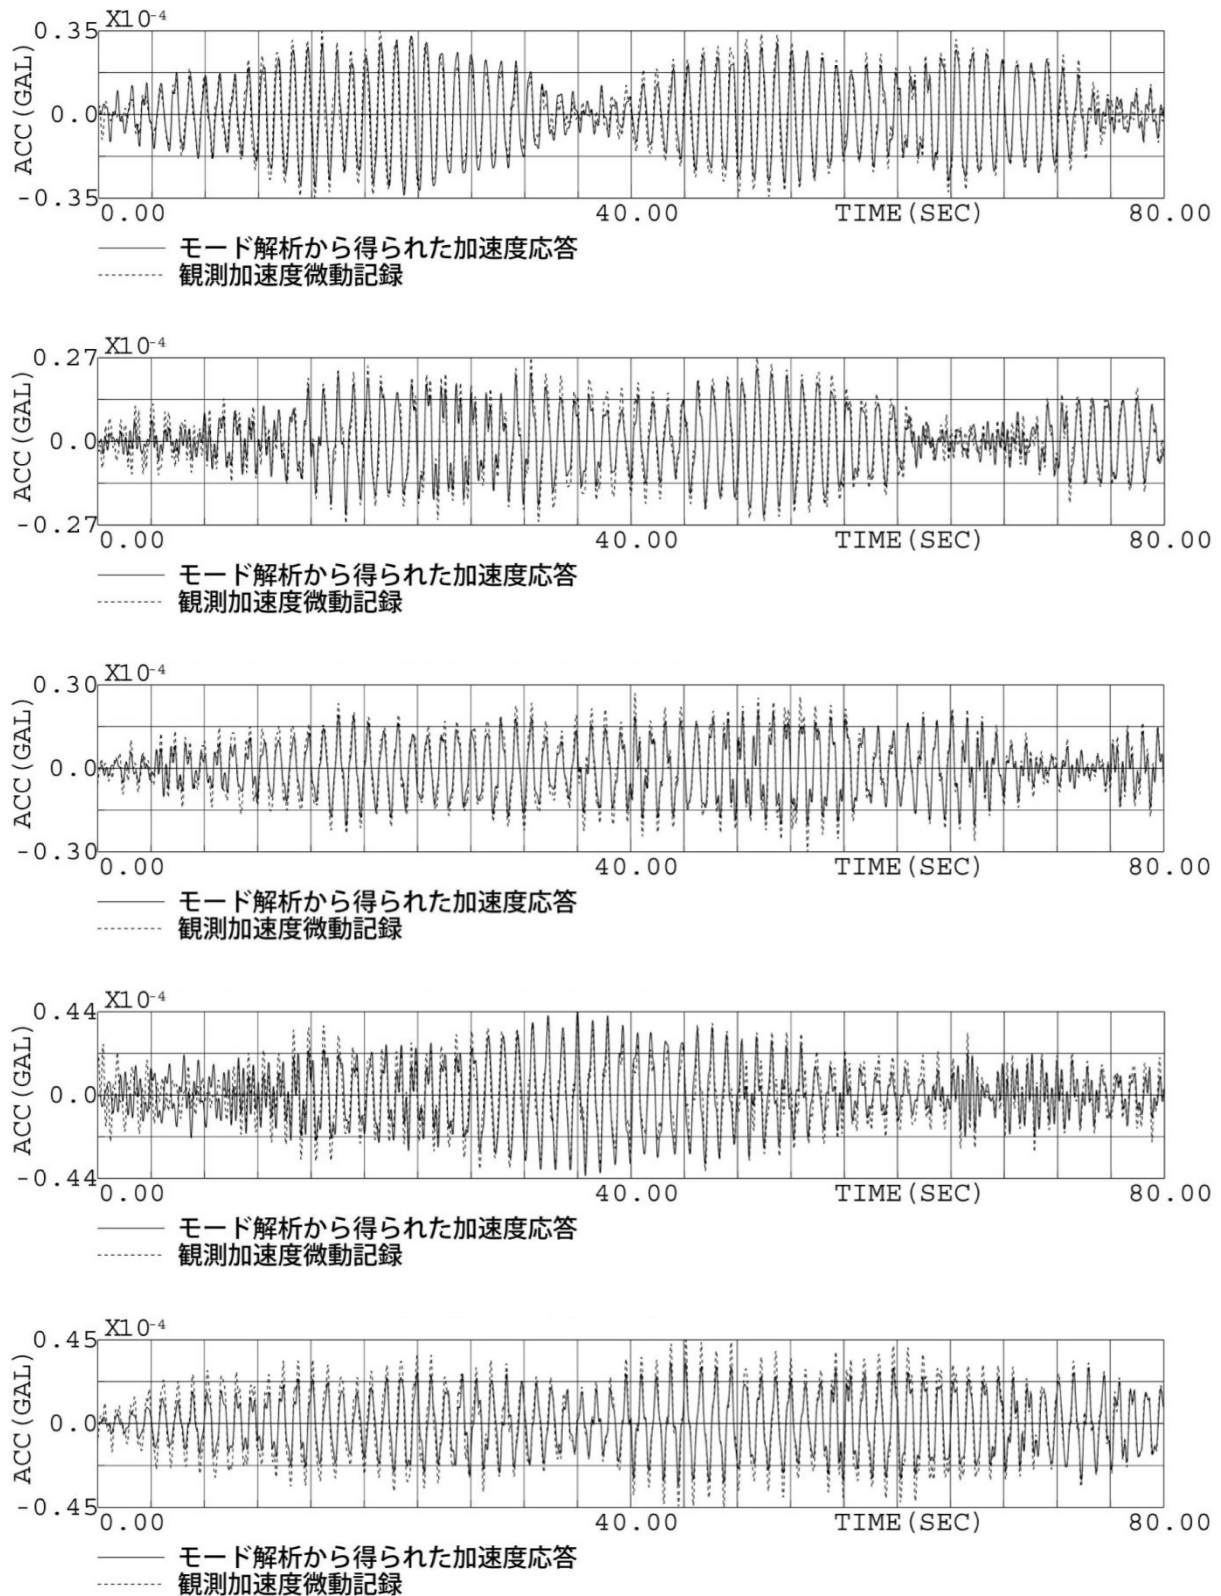 X10-4
0.35
ACC(GAL)
0.0
-0.35
0.00 40.00 TIME(SEC) 80.00
モード解析から得られた加速度応答
観測加速度微動記録
X10-4
0.27
ACC(GAL)
0.0
-0.27
0.00 40.00 TIME(SEC) 80.00
モード解析から得られた加速度応答
観測加速度微動記録
X10-4
0.30
ACC(GAL)
0.0
-0.30
0.00 40.00 TIME(SEC) 80.00
モード解析から得られた加速度応答
観測加速度微動記録
X10-4
0.44
ACC(GAL)
0.0
-0.44
0.00 40.00 TIME(SEC) 80.00
モード解析から得られた加速度応答
観測加速度微動記録
X10-4
0.45
ACC(GAL)
0.0
-0.45
0.00 40.00 TIME(SEC) 80.00
モード解析から得られた加速度応答
観測加速度微動記録